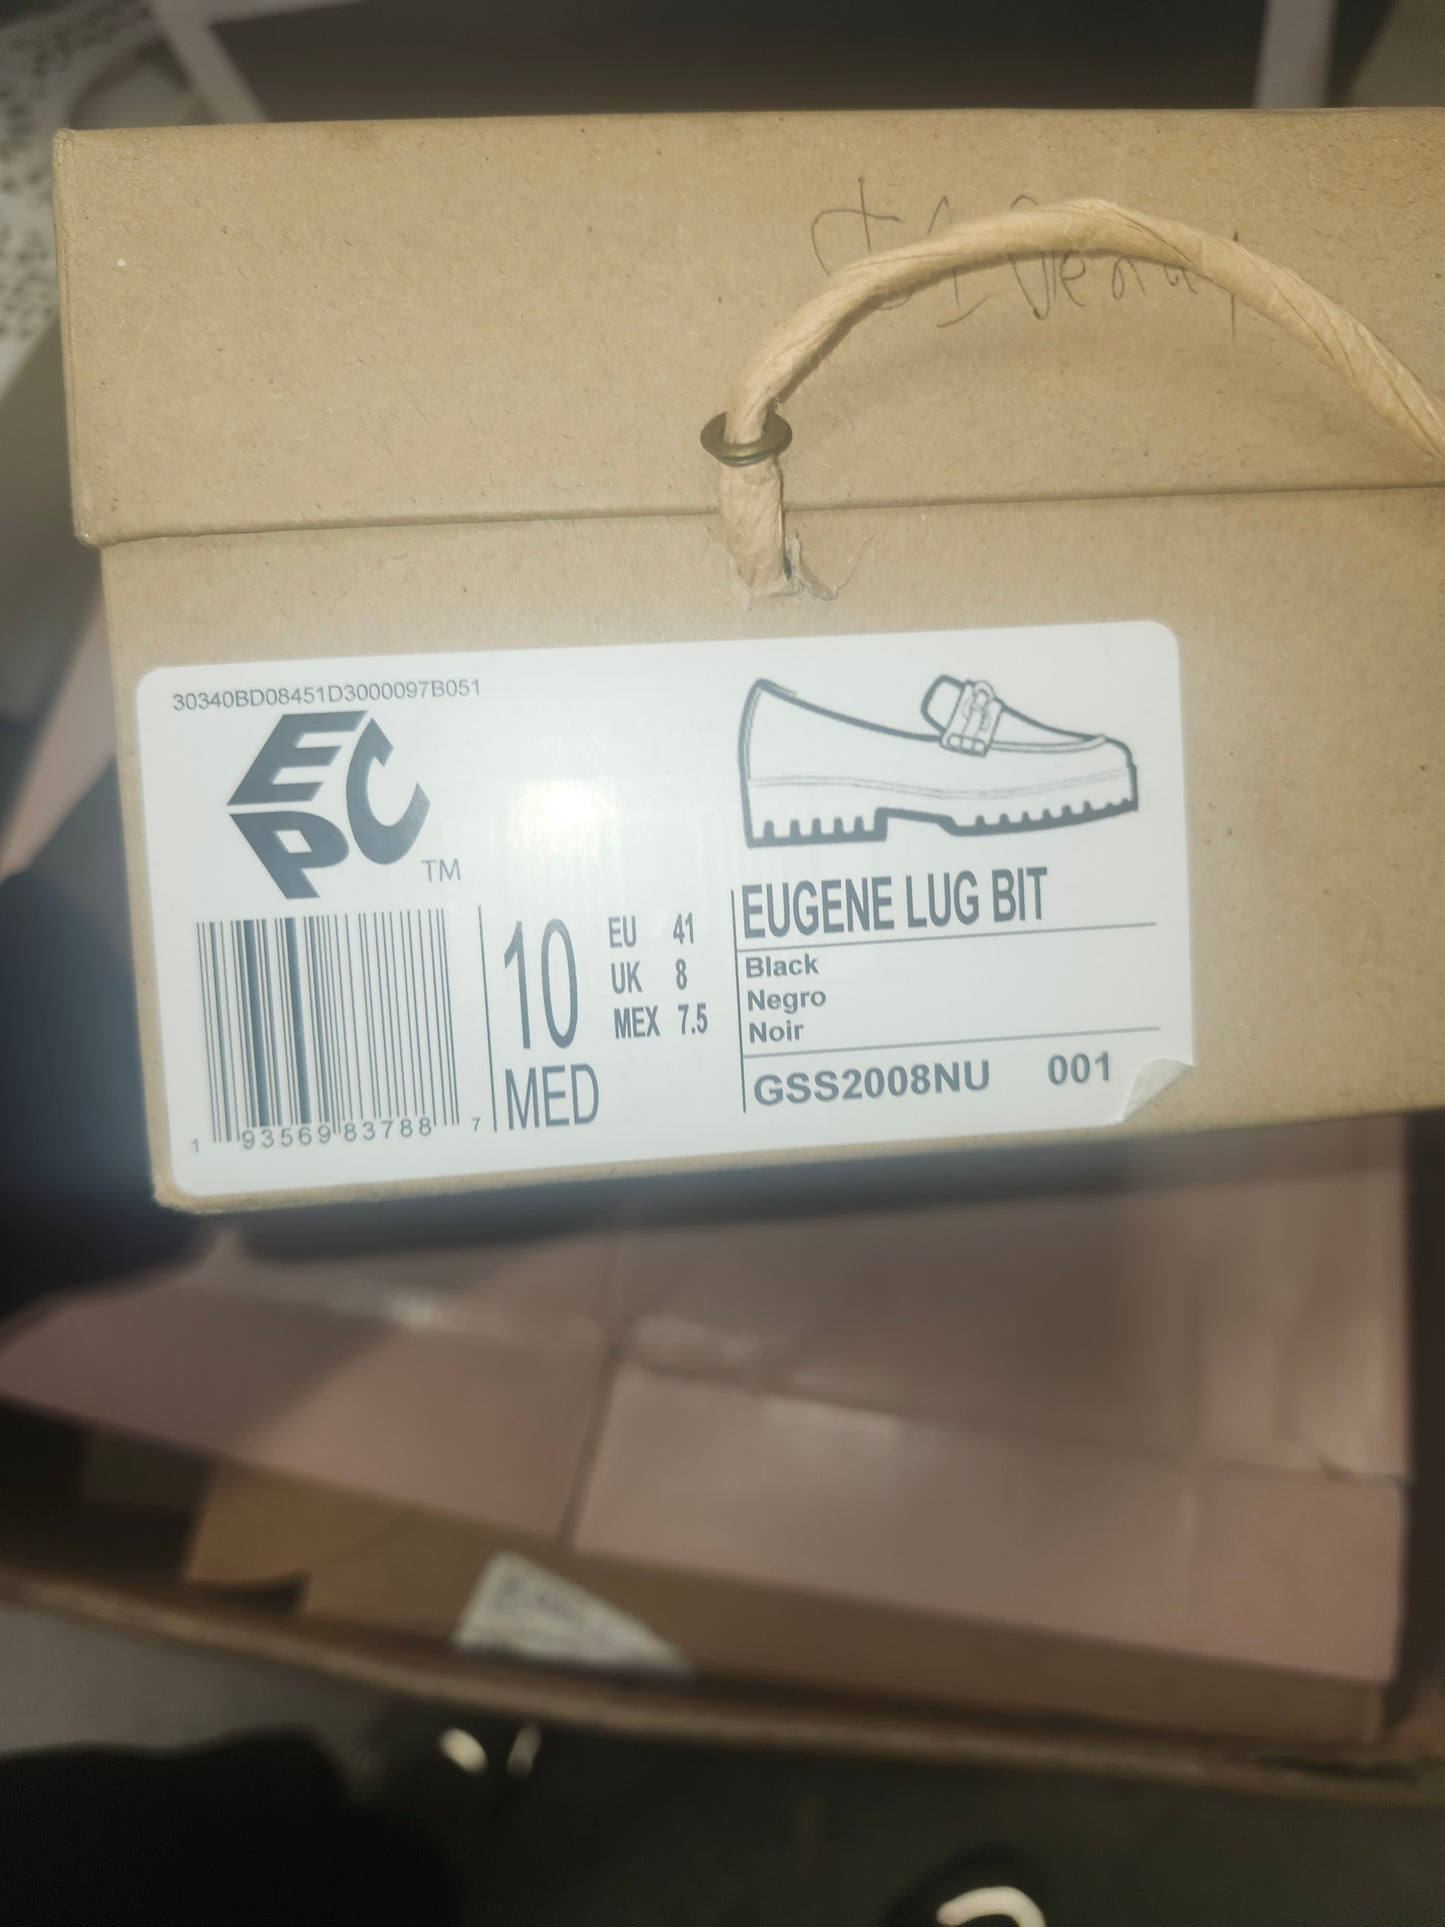 30340BD08451D3000097B051
EPC
TM
1 93569 83788 7
10
MED
EU 41
UK 8
MEX 7.5
EUGENE LUG BIT
Black
Negro
Noir
GSS2008NU 001